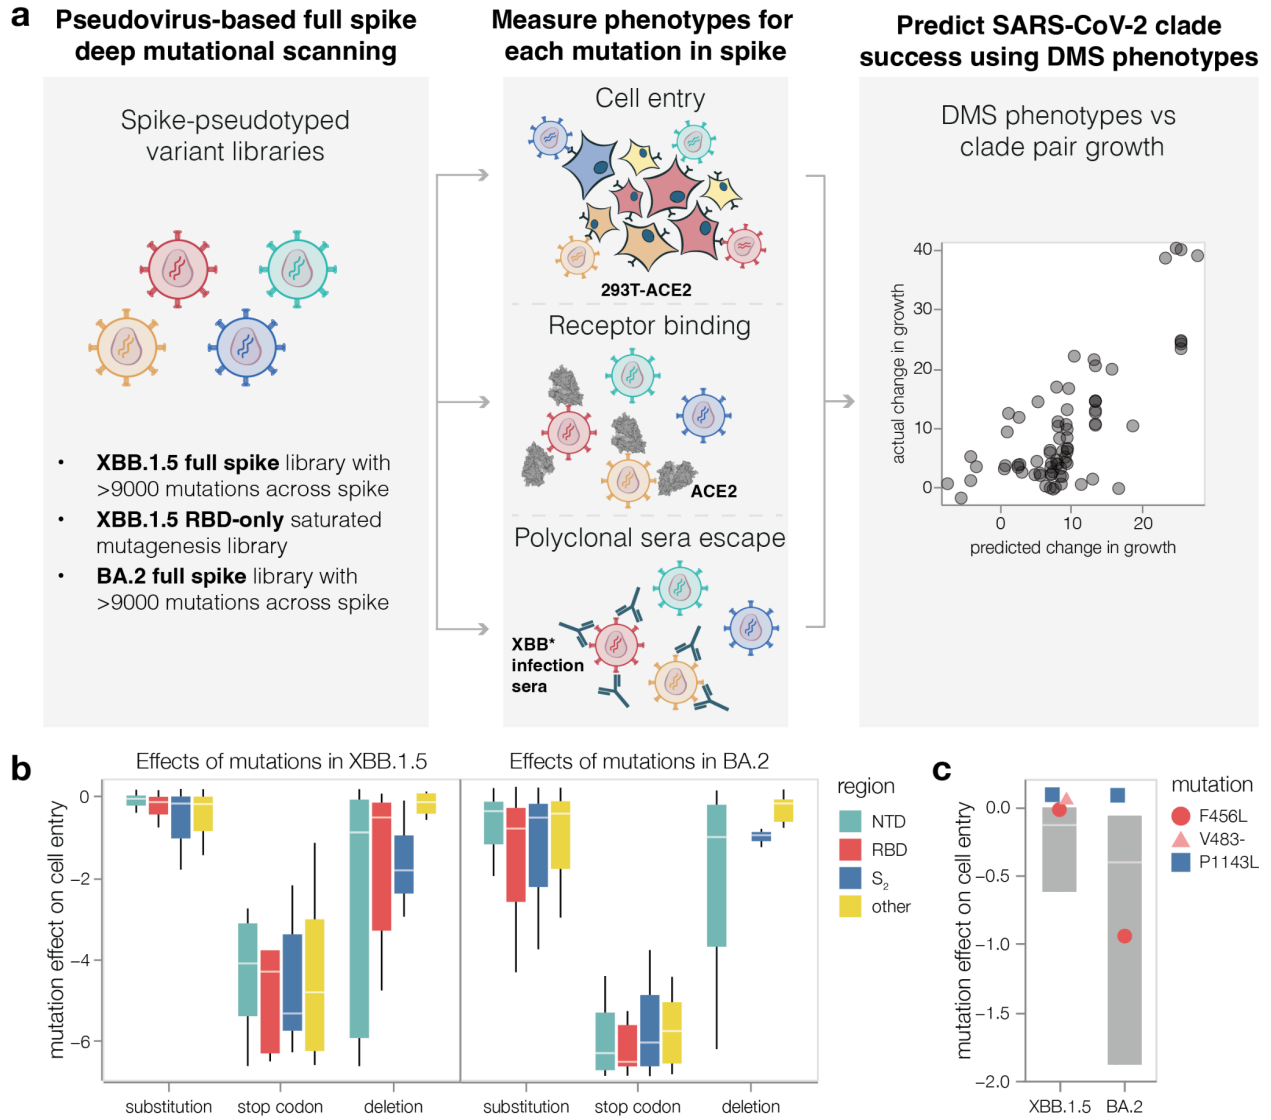 a
Pseudovirus-based full spike
deep mutational scanning
Measure phenotypes for
each mutation in spike
Predict SARS-CoV-2 clade
success using DMS phenotypes
Spike-pseudotyped
variant libraries
• XBB.1.5 full spike library with
>9000 mutations across spike
• XBB.1.5 RBD-only saturated
mutagenesis library
• BA.2 full spike library with
>9000 mutations across spike
Cell entry
293T-ACE2
Receptor binding
ACE2
Polyclonal sera escape
XBB*
infection
sera
DMS phenotypes vs
clade pair growth
actual change in growth
40
30
20
10
0
0 10 20
predicted change in growth
b
Effects of mutations in XBB.1.5
Effects of mutations in BA.2
mutation effect on cell entry
0
−2
−4
−6
substitution stop codon deletion
substitution stop codon deletion
region
NTD
RBD
S2
other
c
mutation effect on cell entry
0.0
−0.5
−1.0
−1.5
−2.0
XBB.1.5 BA.2
mutation
F456L
V483-
P1143L